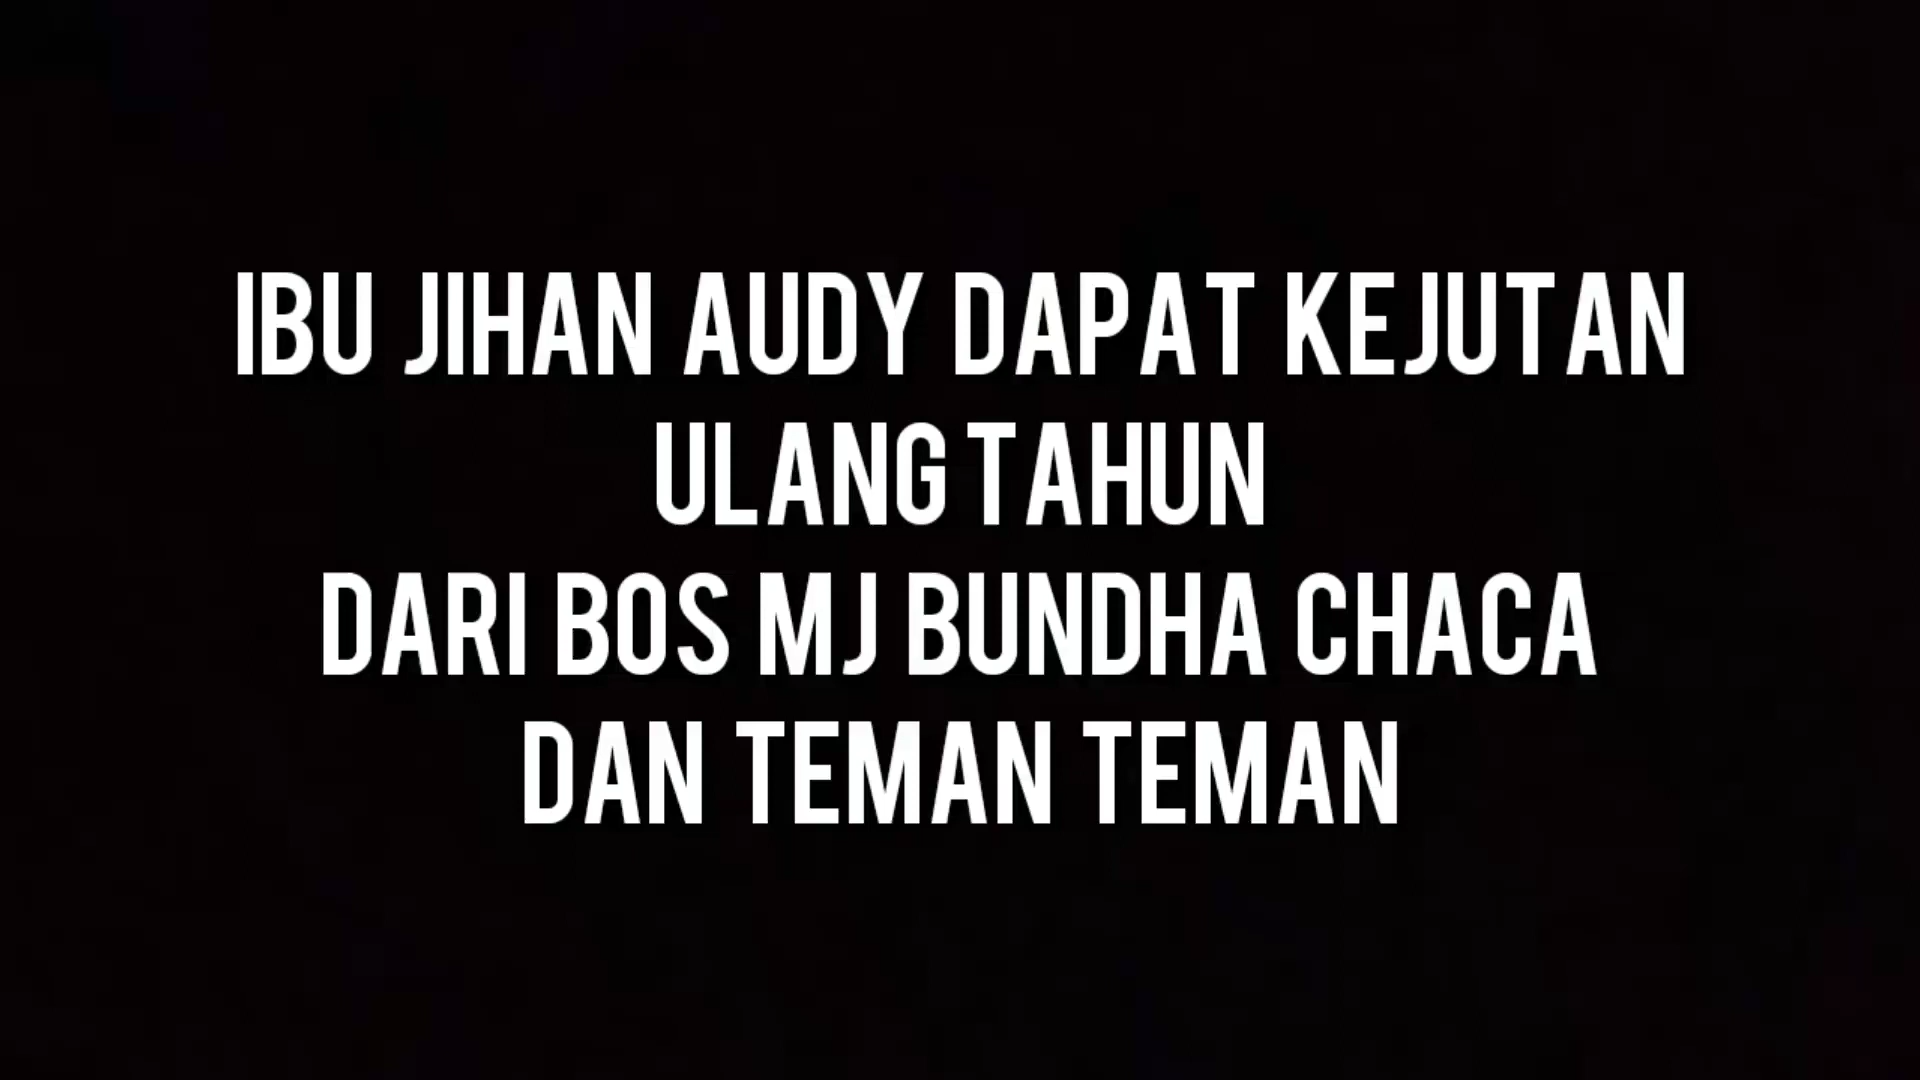 IBU JIHAN AUDY DAPAT KEJUTAN
ULANG TAHUN
DARI BOS MJ BUNDHA CHACA
DAN TEMAN TEMAN